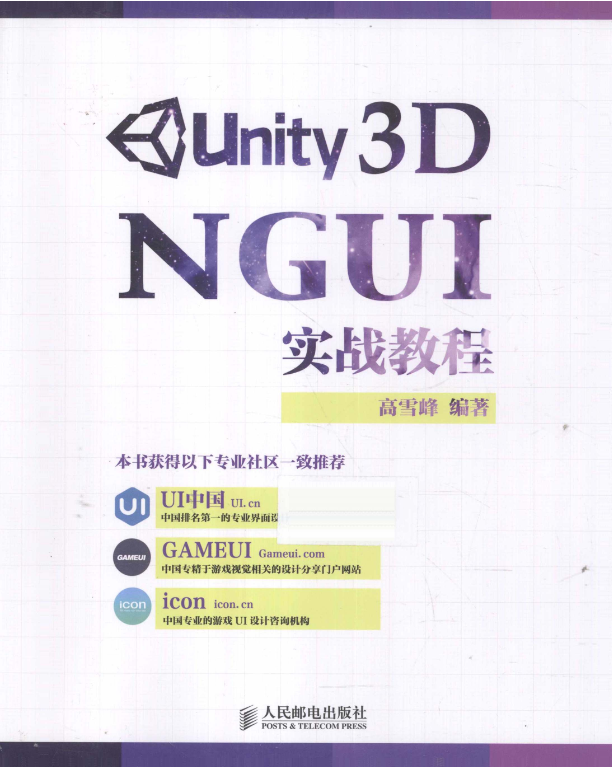 Unity 3D
NGUI
实战教程
高雪峰 编著
本书获得以下专业社区一致推荐
UI
UI中国 UI.cn
中国排名第一的专业界面设
GAMEUI
GAMEUI Gameui.com
中国专精于游戏视觉相关的设计分享门户网站
icon
icon icon.cn
中国专业的游戏 UI 设计咨询机构
人民邮电出版社
POSTS & TELECOM PRESS